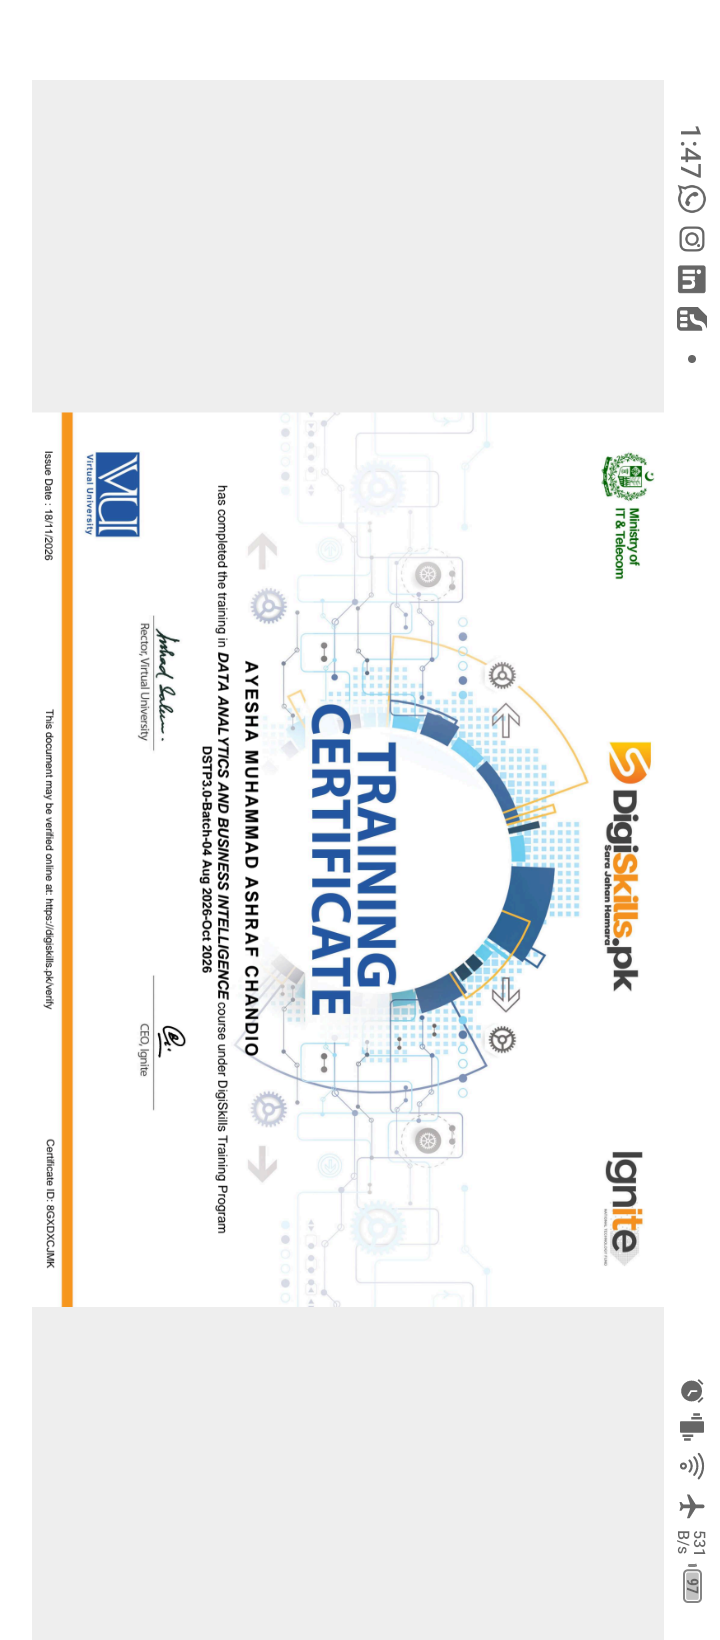 1:47
531
B/s
97
Ministry of
IT & Telecom
DigiSkills.pk
Sara Jahan Hamara
Ignite
TRAINING
CERTIFICATE
AYESHA MUHAMMAD ASHRAF CHANDIO
has completed the training in DATA ANALYTICS AND BUSINESS INTELLIGENCE course under DigiSkills Training Program
DSTP3.0-Batch-04 Aug 2026-Oct 2026
Rector, Virtual University
CEO, Ignite
VU
Virtual University
Issue Date : 18/11/2026
This document may be verified online at: https://digiskills.pk/verify
Certificate ID: 8GXDXCJMK